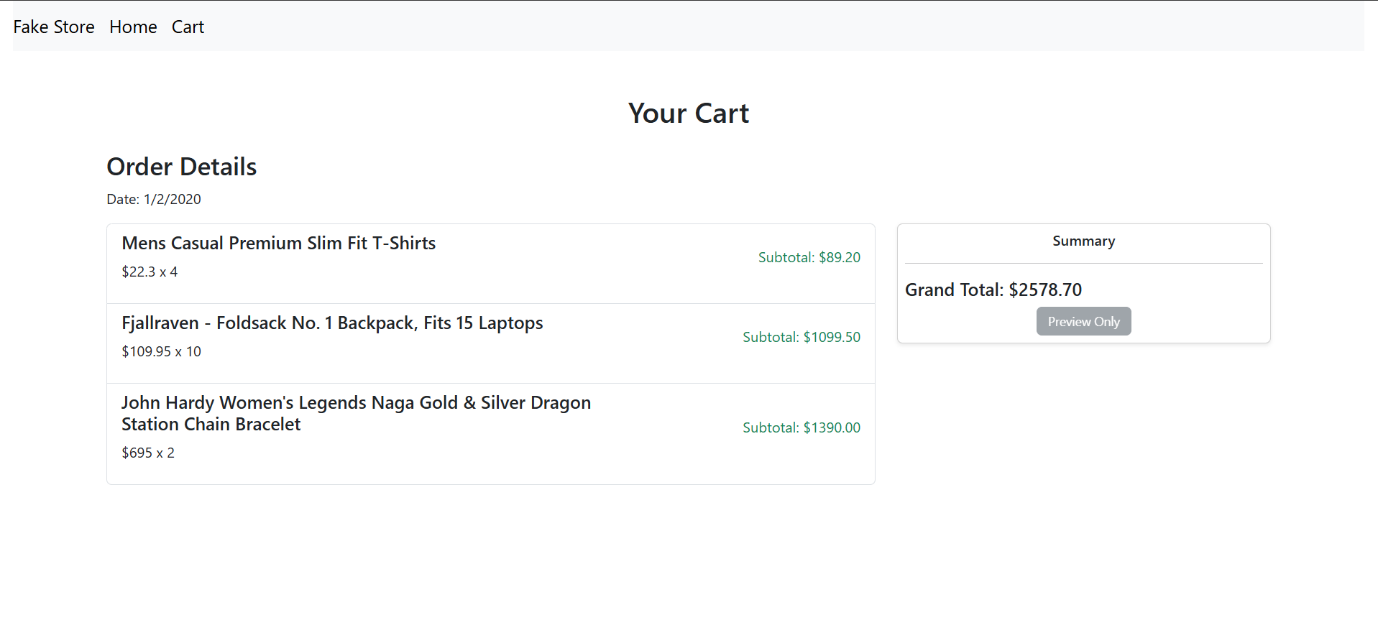 Fake Store Home Cart
Your Cart
Order Details
Date: 1/2/2020
Mens Casual Premium Slim Fit T-Shirts
$22.3 x 4
Subtotal: $89.20
Fjallraven - Foldsack No. 1 Backpack, Fits 15 Laptops
$109.95 x 10
Subtotal: $1099.50
John Hardy Women's Legends Naga Gold & Silver Dragon
Station Chain Bracelet
$695 x 2
Subtotal: $1390.00
Summary
Grand Total: $2578.70
Preview Only